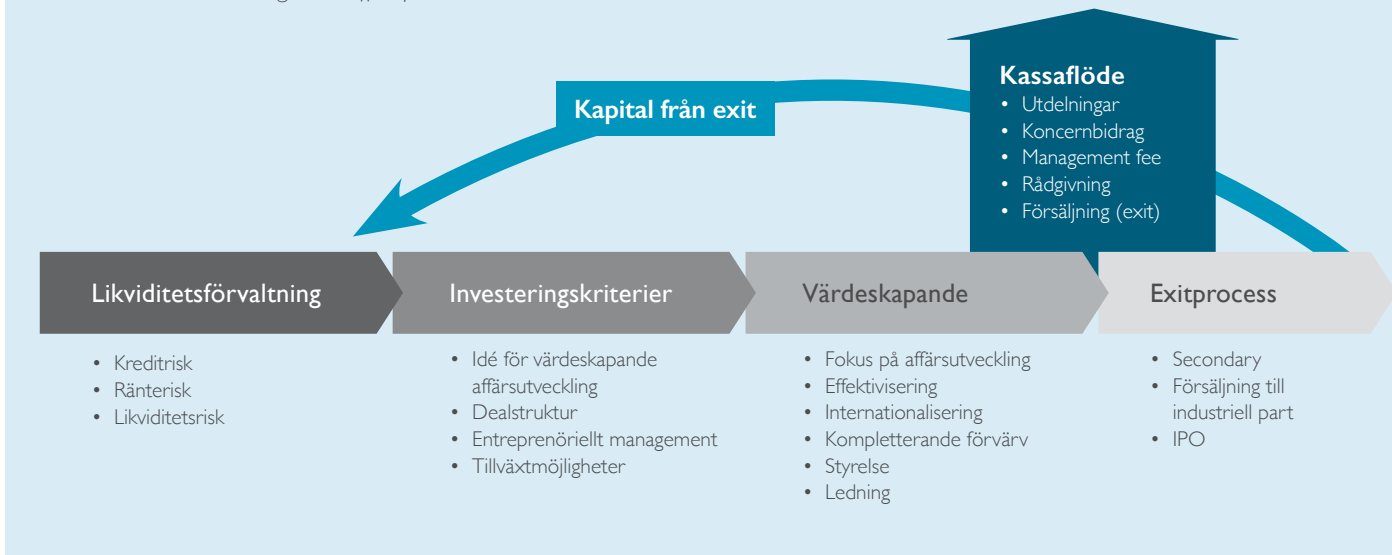 Kassaflöde
• Utdelningar
• Koncernbidrag
• Management fee
• Rådgivning
• Försäljning (exit)
Kapital från exit
Likviditetsförvaltning
• Kreditrisk
• Ränterisk
• Likviditetsrisk
Investeringskriterier
• Idé för värdeskapande
affärsutveckling
• Dealstruktur
• Entreprenöriellt management
• Tillväxtmöjligheter
Värdeskapande
• Fokus på affärsutveckling
• Effektivisering
• Internationalisering
• Kompletterande förvärv
• Styrelse
• Ledning
Exitprocess
• Secondary
• Försäljning till
industriell part
• IPO